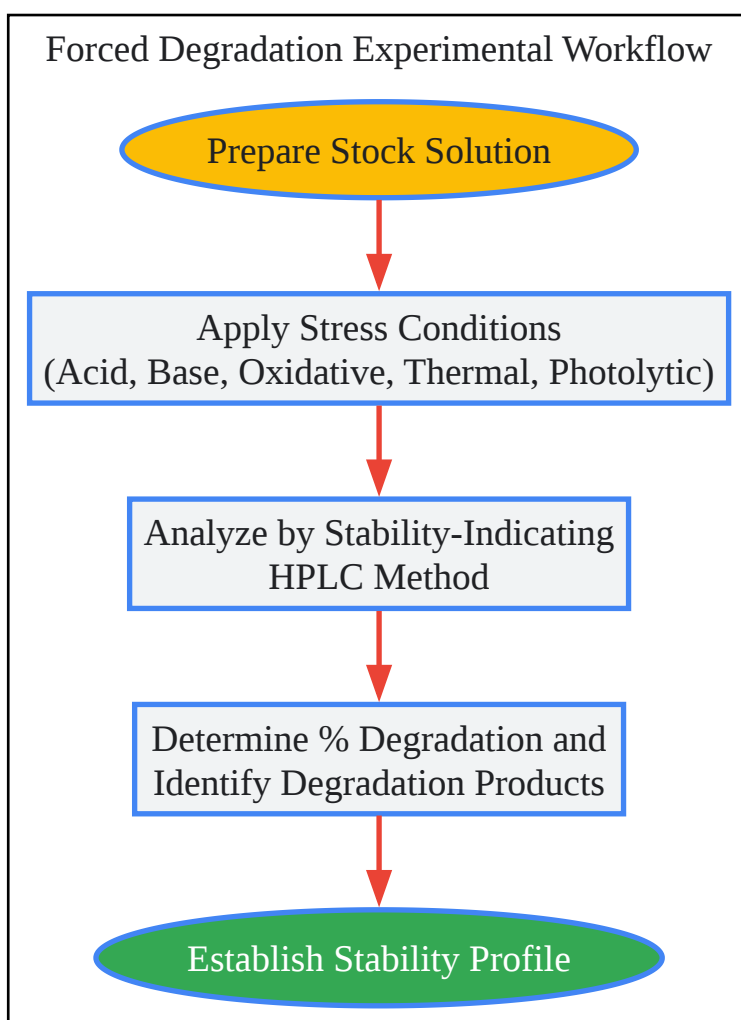 Forced Degradation Experimental Workflow
Prepare Stock Solution
Apply Stress Conditions
(Acid, Base, Oxidative, Thermal, Photolytic)
Analyze by Stability-Indicating
HPLC Method
Determine % Degradation and
Identify Degradation Products
Establish Stability Profile